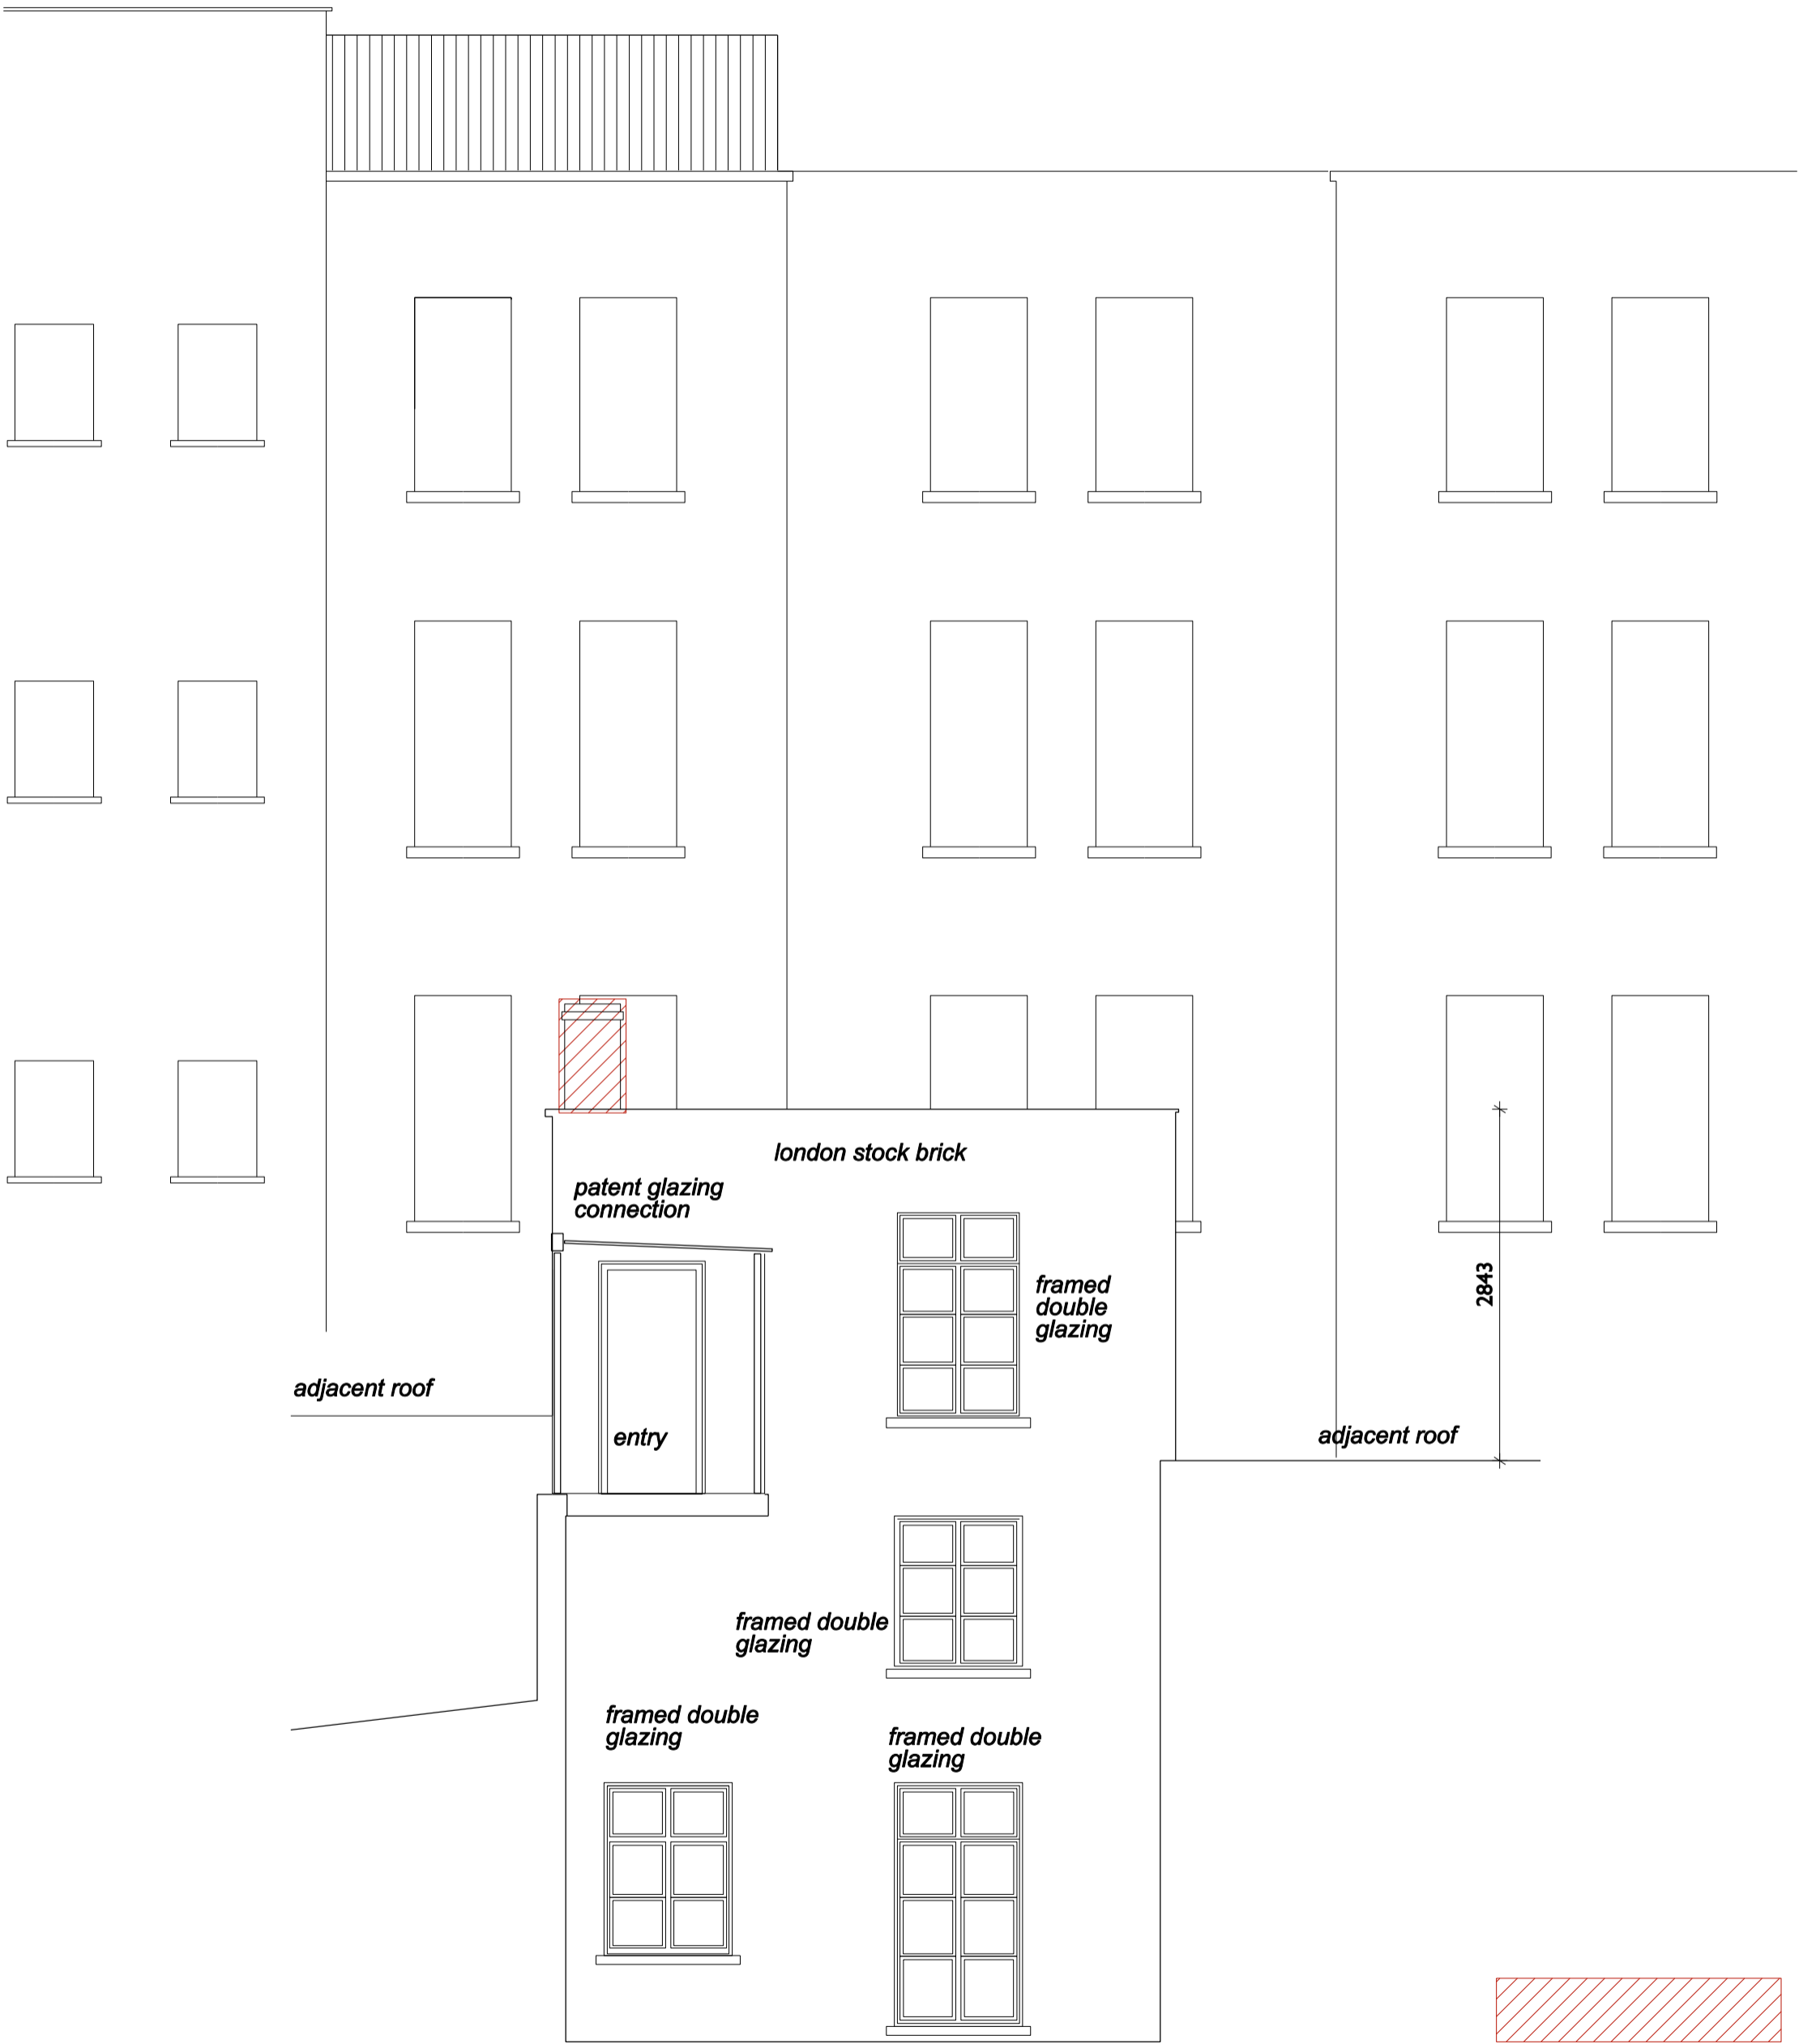 london stock brick
patent glazing
connection
framed
double
glazing
2843
adjacent roof
entry
adjacent roof
framed double
glazing
framed double
glazing
framed double
glazing